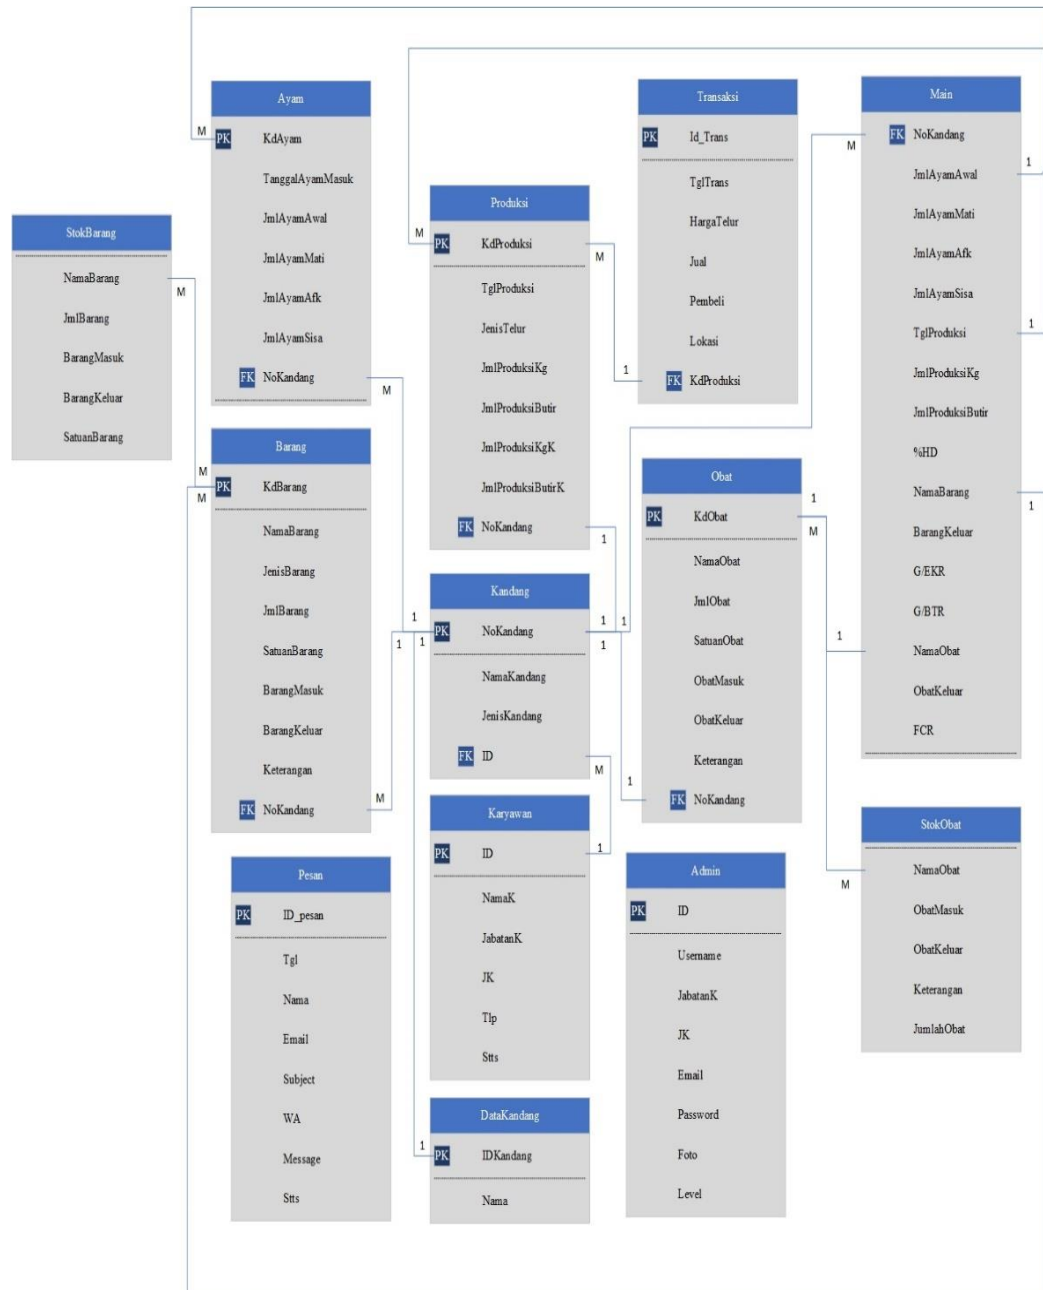 Ayam
M
PK KdAyam
TanggalAyamMasuk
JmlAyamAwal
JmlAyamMati
JmlAyamAfk
JmlAyamSisa
FK NoKandang
M
Transaksi
PK Id_Trans
TglTrans
HargaTelur
Jual
Pembeli
Lokasi
1
FK KdProduksi
Main
M
FK NoKandang
JmlAyamAwal
1
JmlAyamMati
JmlAyamAfk
JmlAyamSisa
TglProduksi
1
JmlProduksiKg
JmlProduksiButir
%HD
NamaBarang
1
BarangKeluar
G/EKR
G/BTR
1
NamaObat
ObatKeluar
FCR
StokBarang
NamaBarang
M
JmlBarang
BarangMasuk
BarangKeluar
SatuanBarang
Produksi
M
PK KdProduksi
M
TglProduksi
JenisTelur
JmlProduksiKg
JmlProduksiButir
JmlProduksiKgK
JmlProduksiButirK
FK NoKandang
1
Barang
M
PK KdBarang
M
NamaBarang
JenisBarang
JmlBarang
SatuanBarang
BarangMasuk
BarangKeluar
Keterangan
FK NoKandang
M
Obat
1
PK KdObat
M
NamaObat
JmlObat
SatuanObat
ObatMasuk
ObatKeluar
Keterangan
1
FK NoKandang
Kandang
1
1
1
PK NoKandang
1
1
NamaKandang
JenisKandang
FK ID
M
Karyawan
PK ID
1
NamaK
JabatanK
JK
Tlp
Stts
StokObat
M
NamaObat
ObatMasuk
ObatKeluar
Keterangan
JumlahObat
Pesan
PK ID_pesan
Tgl
Nama
Email
Subject
WA
Message
Stts
Admin
PK ID
Username
JabatanK
JK
Email
Password
Foto
Level
DataKandang
1
PK IDKandang
Nama